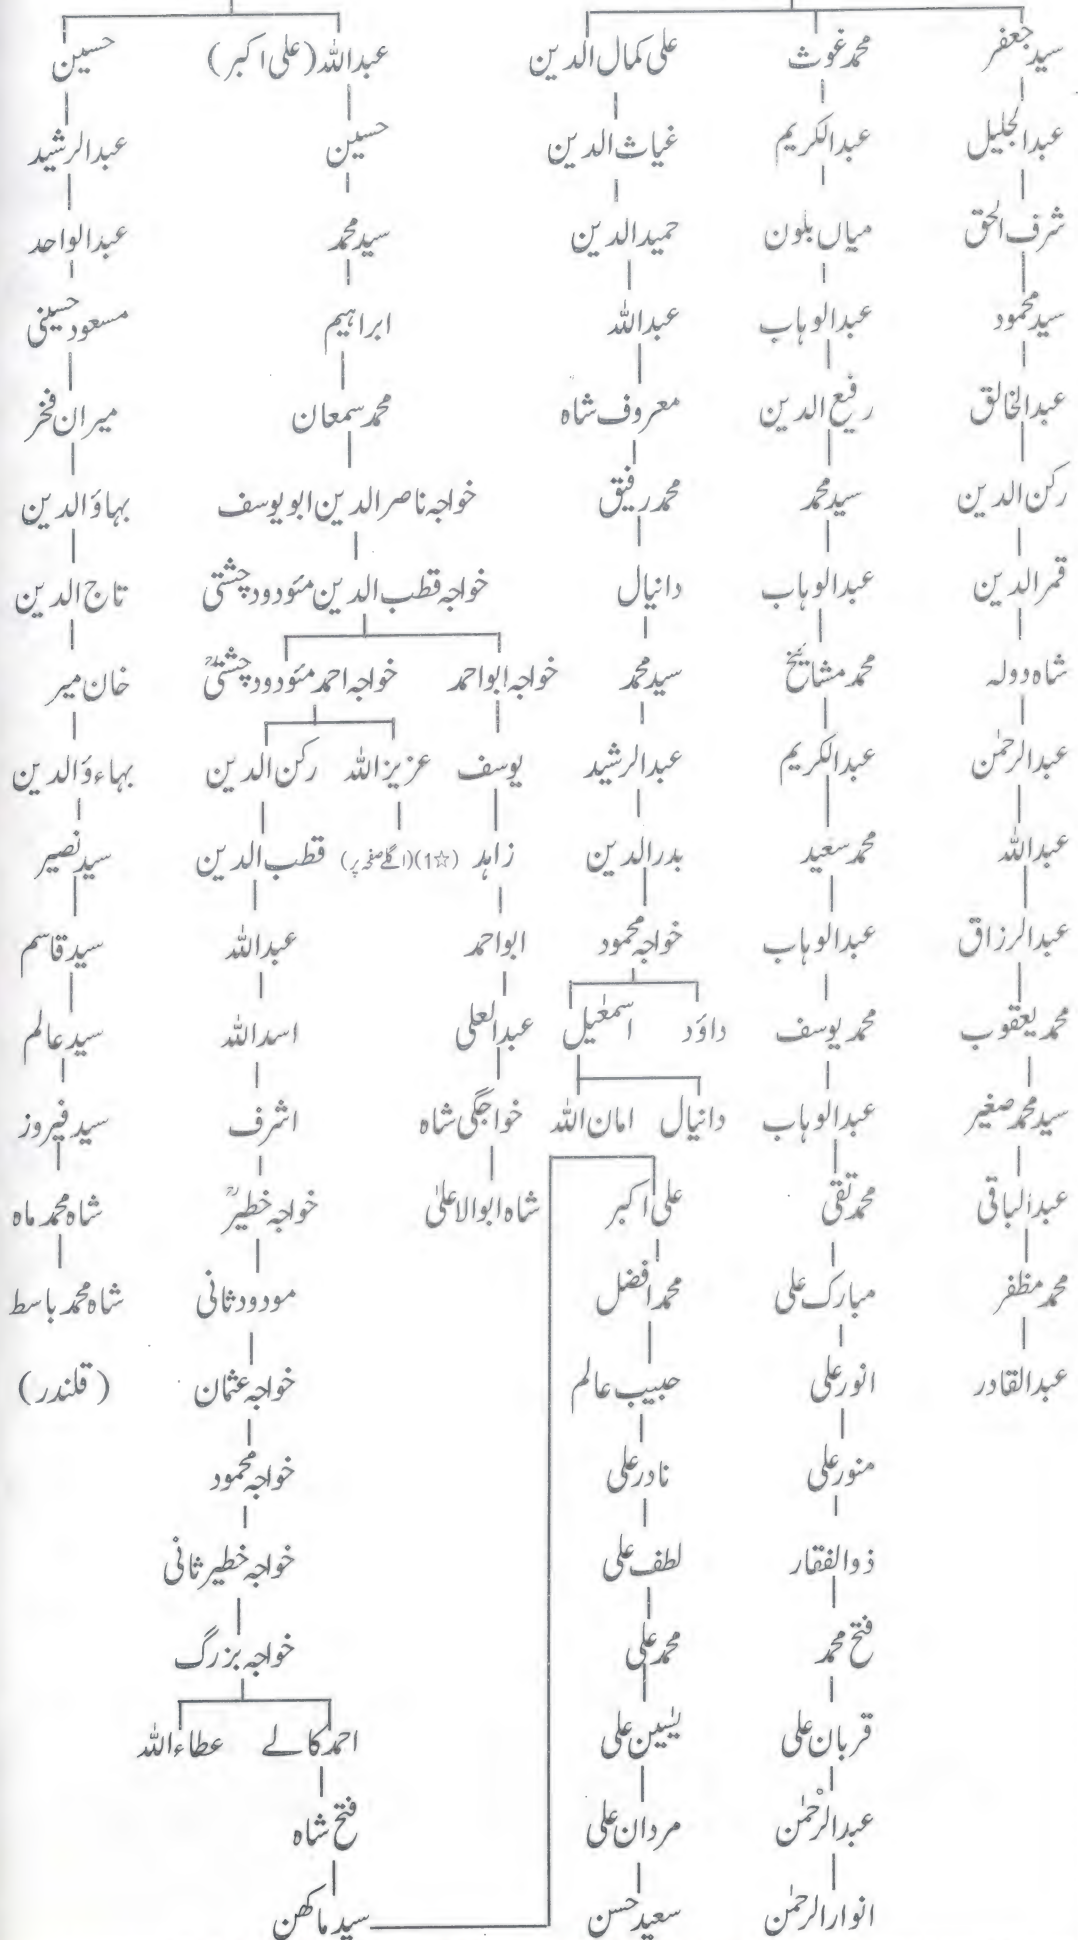 سید جعفر محمد غوث علی کمال الدین عبداللہ (علی اکبر) حسین
عبدالجلیل عبدالکریم غیاث الدین حسین عبدالرشید
شرف الحق میاں بلون حمید الدین سید محمد عبدالواحد
سید محمود عبدالوہاب عبداللہ ابراہیم مسعود حسینی
عبدالخالق رفیع الدین معروف شاہ محمد سمعان میران فخر
رکن الدین سید محمد محمد رفیق خواجہ ناصر الدین ابو یوسف بہاؤالدین
قمر الدین عبدالوہاب دانیال خواجہ قطب الدین مئودود چشتی تاج الدین
شاہ دولہ محمد مشائخ سید محمد خواجہ ابو احمد خواجہ احمد مئودود چشتیؒ خان میر
عبدالرحمٰن عبدالکریم عبدالرشید یوسف عزیز اللہ رکن الدین بہاءؤالدین
عبداللہ محمد سعید بدرالدین زاہد (☆1)(اگلے صفحہ پر) قطب الدین سید نصیر
عبدالرزاق عبدالوہاب خواجہ محمود ابو احمد عبداللہ سید قاسم
محمد یعقوب محمد یوسف داؤد اسمٰعیل عبدالعلی اسداللہ سید عالم
سید محمد صغیر عبدالوہاب دانیال امان اللہ خواجگی شاہ اشرف سید فیروز
عبدالباقی محمد تقی علی اکبر شاہ ابوالاعلیٰ خواجہ خطیرؒ شاہ محمد ماہ
محمد مظفر مبارک علی محمد افضل مودود ثانی شاہ محمد باسط
عبدالقادر انور علی حبیب عالم خواجہ عثمان (قلندر)
منور علی نادر علی خواجہ محمود
ذوالفقار لطف علی خواجہ خطیر ثانی
فتح محمد محمد علی خواجہ بزرگ
قربان علی یٰسین علی احمد کالے عطاءاللہ
عبدالرحمٰن مردان علی فتح شاہ
انوارالرحمٰن سعید حسن سید ماکھن